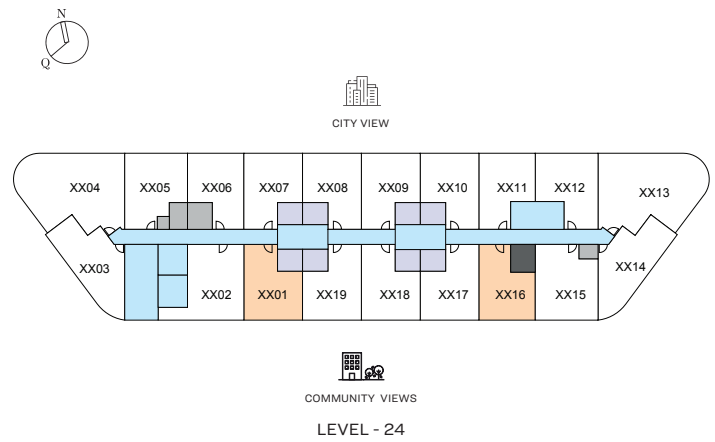 N
Q
CITY VIEW
XX04 XX05 XX06 XX07 XX08 XX09 XX10 XX11 XX12 XX13
XX03 XX14
XX02 XX01 XX19 XX18 XX17 XX16 XX15
COMMUNITY VIEWS
LEVEL - 24